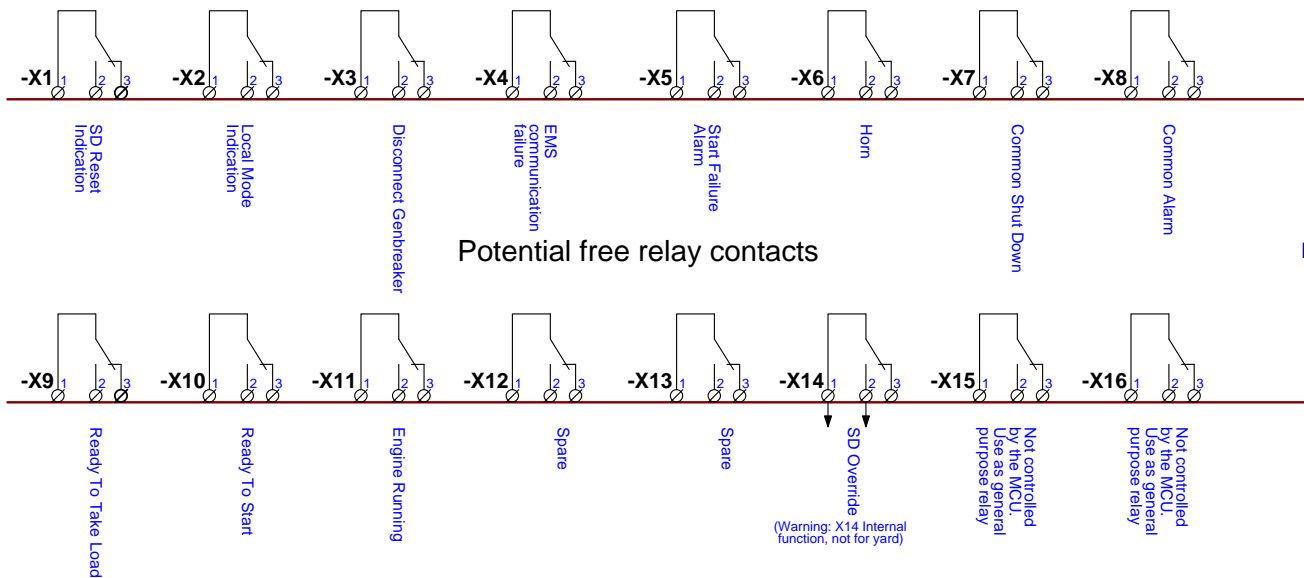 -X1 1 2 3 -X2 1 2 3 -X3 1 2 3 -X4 1 2 3 -X5 1 2 3 -X6 1 2 3 -X7 1 2 3 -X8 1 2 3
SD Reset
Indication
Local Mode
Indication
Disconnect Genbreaker
EMS
communication
failure
Start Failure
Alarm
Horn
Common Shut Down
Common Alarm
Potential free relay contacts
-X9 1 2 3 -X10 1 2 3 -X11 1 2 3 -X12 1 2 3 -X13 1 2 3 -X14 1 2 3 -X15 1 2 3 -X16 1 2 3
Ready To Take Load
Ready To Start
Engine Running
Spare
Spare
SD Override
(Warning: X14 Internal
function, not for yard)
Not controlled
by the MCU.
Use as general
purpose relay
Not controlled
by the MCU.
Use as general
purpose relay